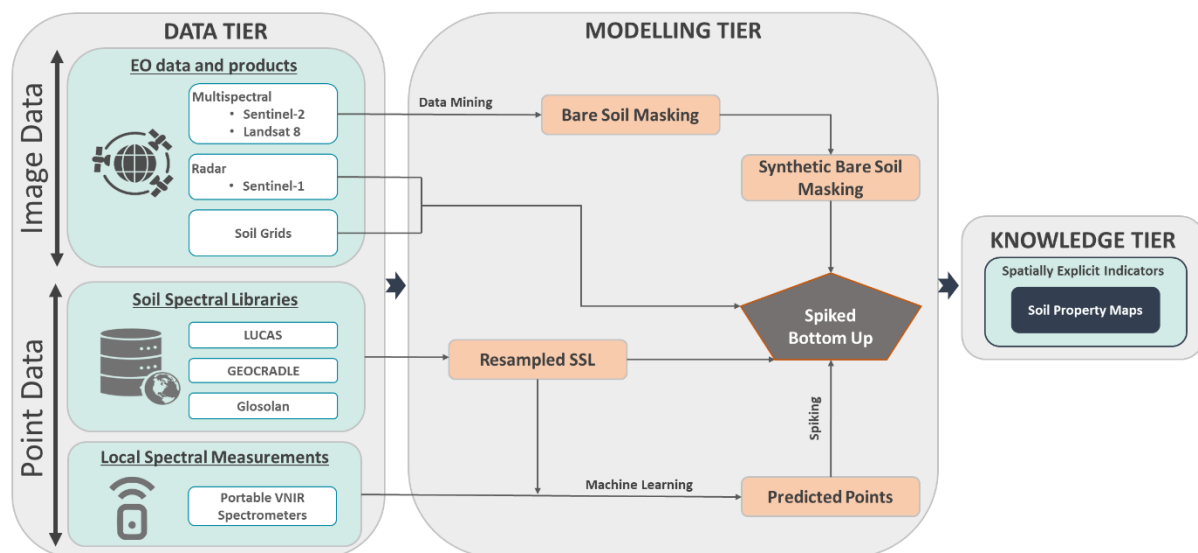 DATA TIER
Image Data
EO data and products
Multispectral
• Sentinel-2
• Landsat 8
Radar
• Sentinel-1
Soil Grids
Point Data
Soil Spectral Libraries
LUCAS
GEOCRADLE
Glosolan
Local Spectral Measurements
Portable VNIR
Spectrometers
MODELLING TIER
Data Mining
Bare Soil Masking
Synthetic Bare Soil
Masking
Spiked
Bottom Up
Resampled SSL
Spiking
Machine Learning
Predicted Points
KNOWLEDGE TIER
Spatially Explicit Indicators
Soil Property Maps